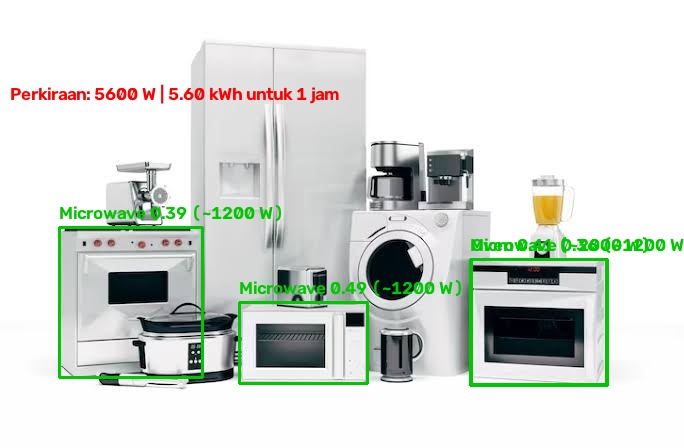 Perkiraan: 5600 W | 5.60 kWh untuk 1 jam
Microwave 0.39 (~1200 W)
Microwave 0.49 (~1200 W)